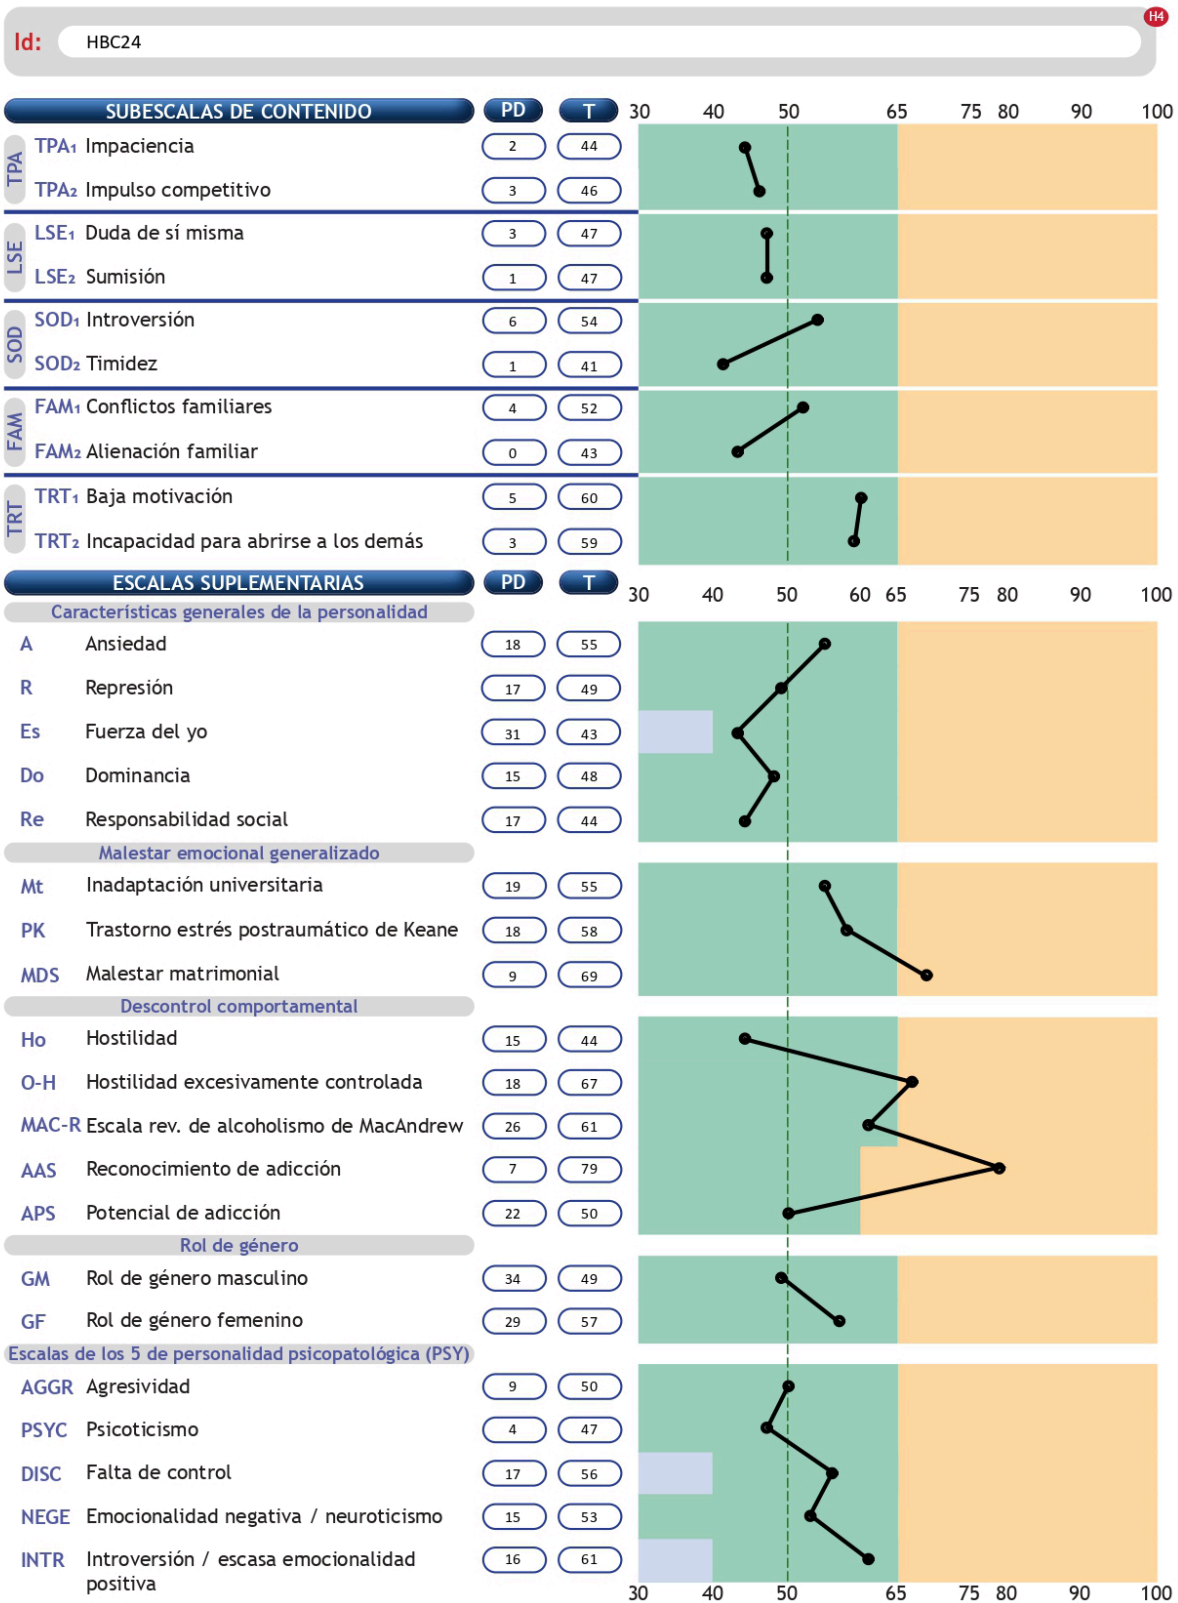 H4
Id: HBC24
SUBESCALAS DE CONTENIDO PD T 30 40 50 65 75 80 90 100
TPA
TPA1 Impaciencia 2 44
TPA2 Impulso competitivo 3 46
LSE
LSE1 Duda de sí misma 3 47
LSE2 Sumisión 1 47
SOD
SOD1 Introversión 6 54
SOD2 Timidez 1 41
FAM
FAM1 Conflictos familiares 4 52
FAM2 Alienación familiar 0 43
TRT
TRT1 Baja motivación 5 60
TRT2 Incapacidad para abrirse a los demás 3 59
ESCALAS SUPLEMENTARIAS PD T 30 40 50 60 65 75 80 90 100
Características generales de la personalidad
A Ansiedad 18 55
R Represión 17 49
Es Fuerza del yo 31 43
Do Dominancia 15 48
Re Responsabilidad social 17 44
Malestar emocional generalizado
Mt Inadaptación universitaria 19 55
PK Trastorno estrés postraumático de Keane 18 58
MDS Malestar matrimonial 9 69
Descontrol comportamental
Ho Hostilidad 15 44
O-H Hostilidad excesivamente controlada 18 67
MAC-R Escala rev. de alcoholismo de MacAndrew 26 61
AAS Reconocimiento de adicción 7 79
APS Potencial de adicción 22 50
Rol de género
GM Rol de género masculino 34 49
GF Rol de género femenino 29 57
Escalas de los 5 de personalidad psicopatológica (PSY)
AGGR Agresividad 9 50
PSYC Psicoticismo 4 47
DISC Falta de control 17 56
NEGE Emocionalidad negativa / neuroticismo 15 53
INTR Introversión / escasa emocionalidad 16 61
positiva
30 40 50 65 75 80 90 100